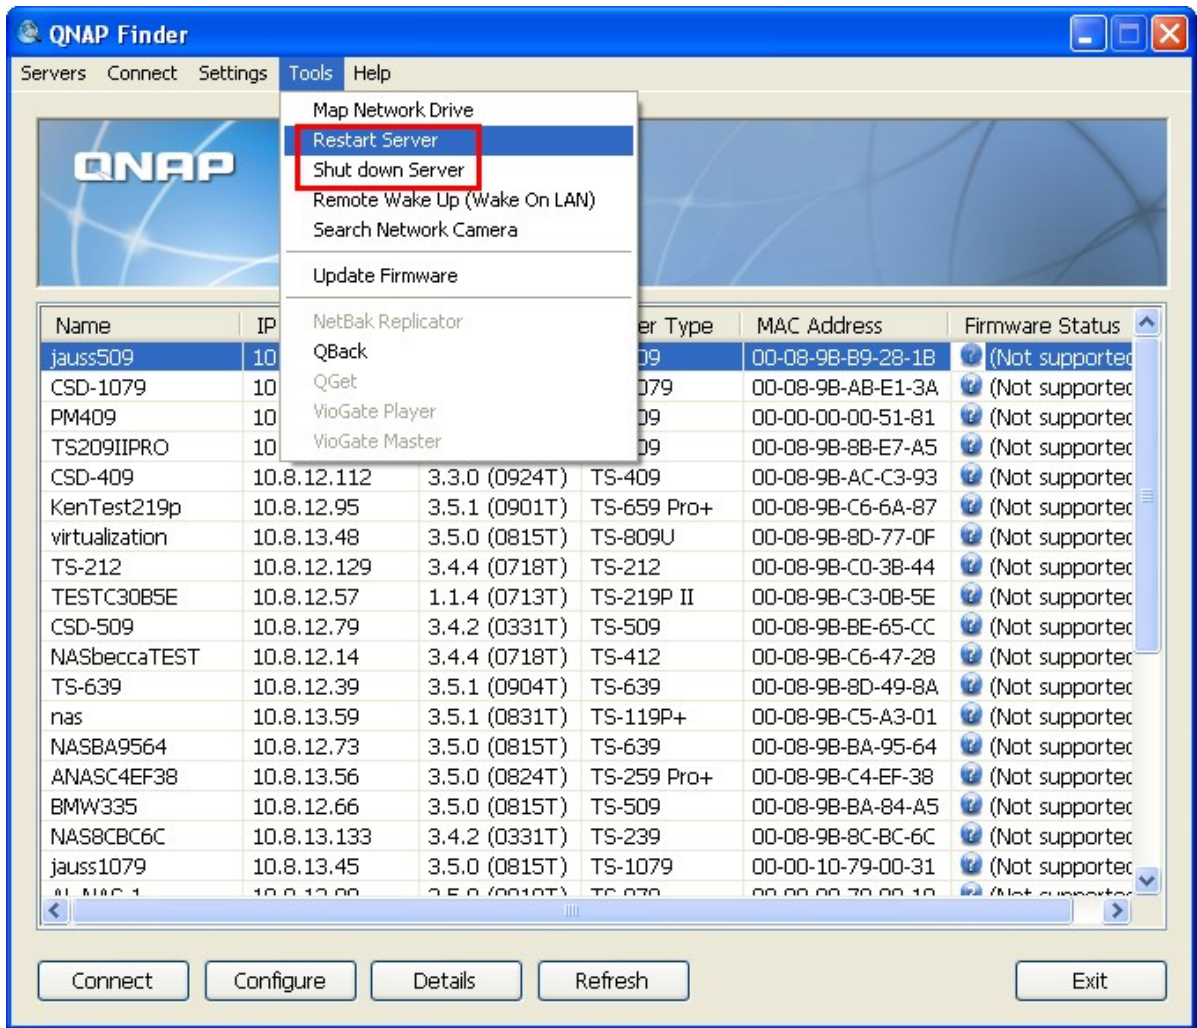 QNAP Finder
Servers Connect Settings Tools Help
Map Network Drive
Restart Server
Shut down Server
Remote Wake Up (Wake On LAN)
Search Network Camera
Update Firmware
NetBak Replicator
QBack
QGet
VioGate Player
VioGate Master
QNAP
Name IP er Type MAC Address Firmware Status
jauss509 10 09 00-08-9B-B9-28-1B (Not supported
CSD-1079 10 079 00-08-9B-AB-E1-3A (Not supported
PM409 10 09 00-00-00-00-51-81 (Not supported
TS209IIPRO 10 09 00-08-9B-8B-E7-A5 (Not supported
CSD-409 10.8.12.112 3.3.0 (0924T) TS-409 00-08-9B-AC-C3-93 (Not supported
KenTest219p 10.8.12.95 3.5.1 (0901T) TS-659 Pro+ 00-08-9B-C6-6A-87 (Not supported
virtualization 10.8.13.48 3.5.0 (0815T) TS-809U 00-08-9B-8D-77-0F (Not supported
TS-212 10.8.12.129 3.4.4 (0718T) TS-212 00-08-9B-C0-3B-44 (Not supported
TESTC30B5E 10.8.12.57 1.1.4 (0713T) TS-219P II 00-08-9B-C3-0B-5E (Not supported
CSD-509 10.8.12.79 3.4.2 (0331T) TS-509 00-08-9B-BE-65-CC (Not supported
NASbeccaTEST 10.8.12.14 3.4.4 (0718T) TS-412 00-08-9B-C6-47-28 (Not supported
TS-639 10.8.12.39 3.5.1 (0904T) TS-639 00-08-9B-8D-49-8A (Not supported
nas 10.8.13.59 3.5.1 (0831T) TS-119P+ 00-08-9B-C5-A3-01 (Not supported
NASBA9564 10.8.12.73 3.5.0 (0815T) TS-639 00-08-9B-BA-95-64 (Not supported
ANASC4EF38 10.8.13.56 3.5.0 (0824T) TS-259 Pro+ 00-08-9B-C4-EF-38 (Not supported
BMW335 10.8.12.66 3.5.0 (0815T) TS-509 00-08-9B-BA-84-A5 (Not supported
NAS8CBC6C 10.8.13.133 3.4.2 (0331T) TS-239 00-08-9B-8C-BC-6C (Not supported
jauss1079 10.8.13.45 3.5.0 (0815T) TS-1079 00-00-10-79-00-31 (Not supported
Connect Configure Details Refresh Exit